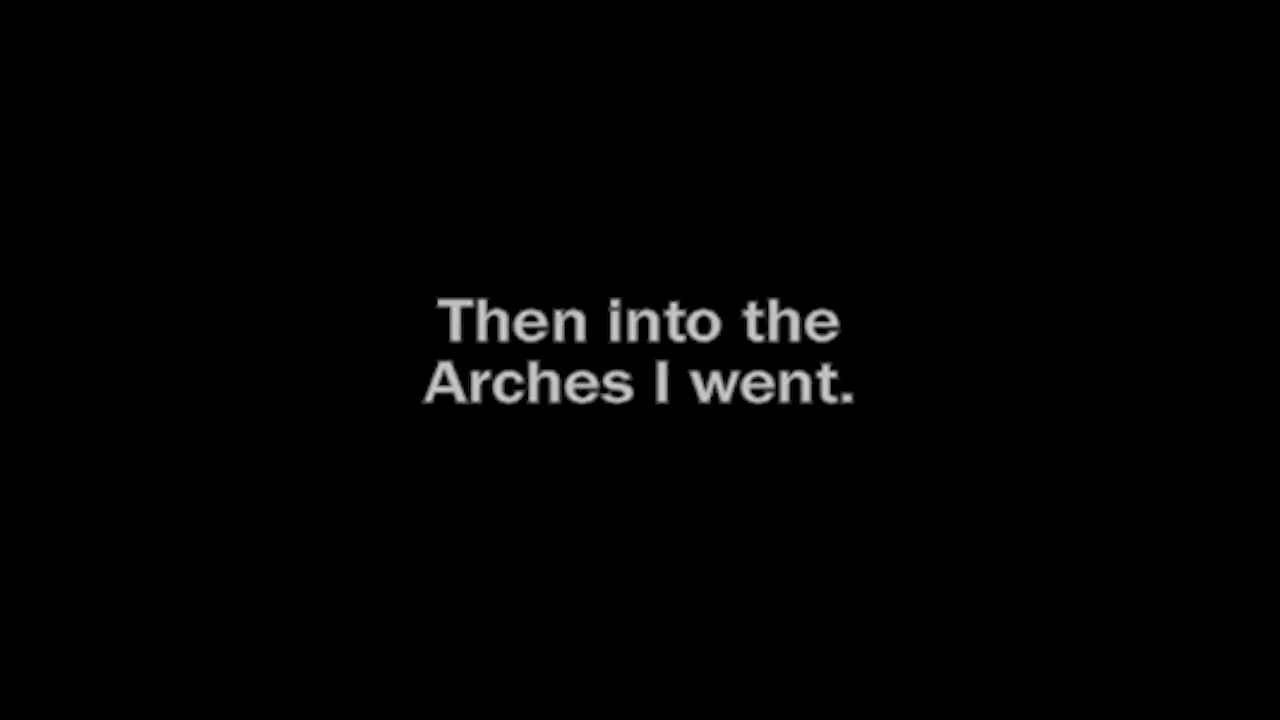 Then into the
Arches I went.